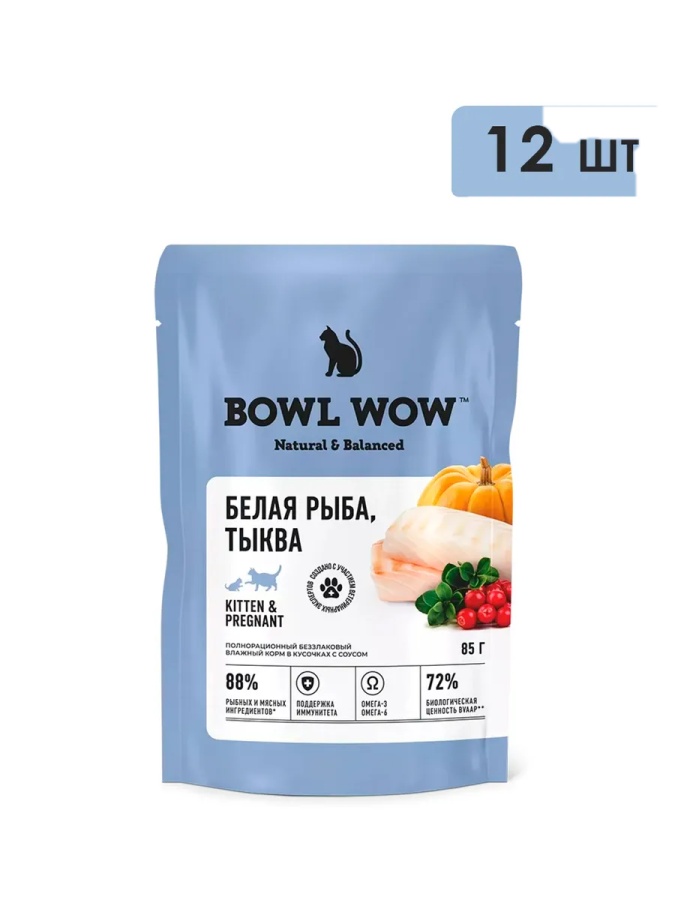 12 шт
BOWL WOW™
Natural & Balanced
БЕЛАЯ РЫБА,
ТЫКВА
СОЗДАНО С УЧАСТИЕМ ВЕТЕРИНАРНЫХ ЭКСПЕРТОВ
KITTEN &
PREGNANT
ПОЛНОРАЦИОННЫЙ БЕЗЗЛАКОВЫЙ
ВЛАЖНЫЙ КОРМ В КУСОЧКАХ С СОУСОМ
85 Г
88%
РЫБНЫХ И МЯСНЫХ
ИНГРЕДИЕНТОВ*
ПОДДЕРЖКА
ИММУНИТЕТА
Ω
ОМЕГА-3
ОМЕГА-6
72%
БИОЛОГИЧЕСКАЯ
ЦЕННОСТЬ BVAAP**